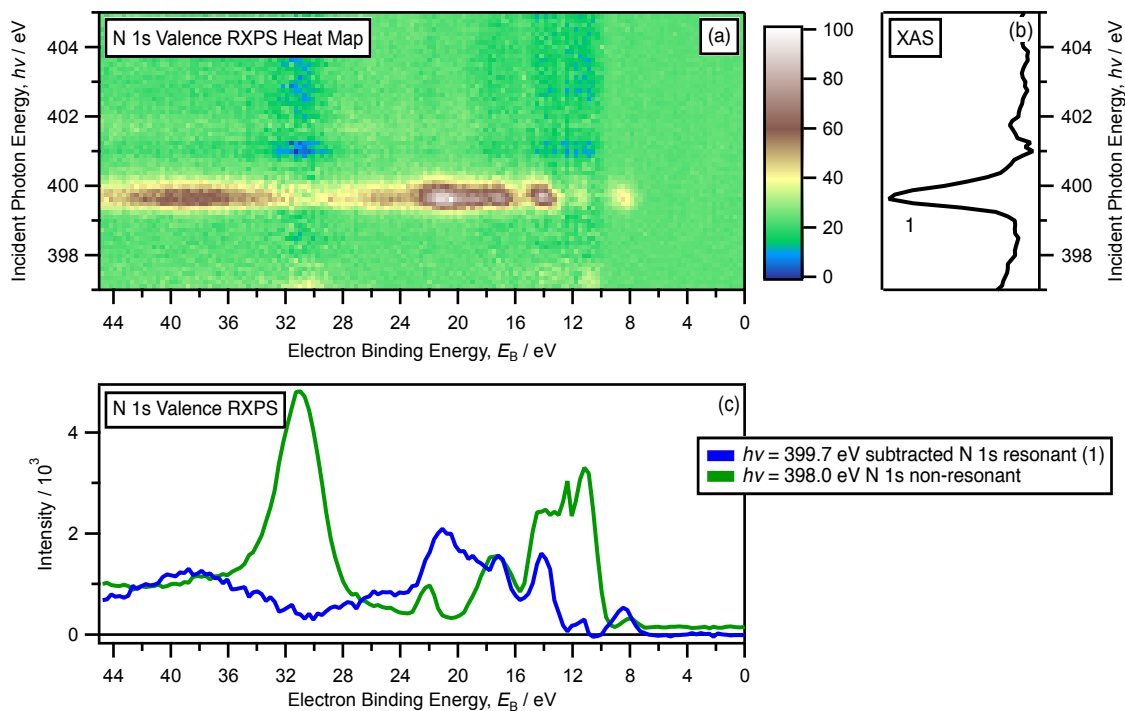 N 1s Valence RXPS Heat Map
(a)
404
402
400
398
Incident Photon Energy, hν / eV
44 40 36 32 28 24 20 16 12 8 4 0
Electron Binding Energy, E_B / eV
100
80
60
40
20
0
XAS
(b)
1
404
402
400
398
Incident Photon Energy, hν / eV
N 1s Valence RXPS
(c)
hν = 399.7 eV subtracted N 1s resonant (1)
hν = 398.0 eV N 1s non-resonant
4
2
0
Intensity / 10³
44 40 36 32 28 24 20 16 12 8 4 0
Electron Binding Energy, E_B / eV